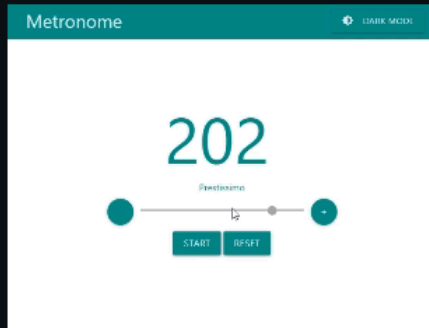 Metronome
DARK MODE
202
Prestissimo
+
START RESET